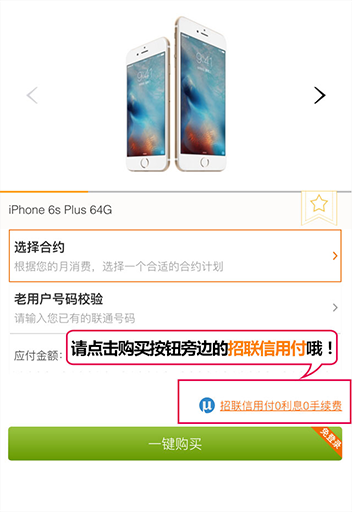 9:41
iPhone 6s Plus 64G
选择合约
根据您的月消费，选择一个合适的合约计划
老用户号码校验
请输入您已有的联通号码
请点击购买按钮旁边的招联信用付哦！
应付金额：
μ 招联信用付0利息0手续费
一键购买
免登录